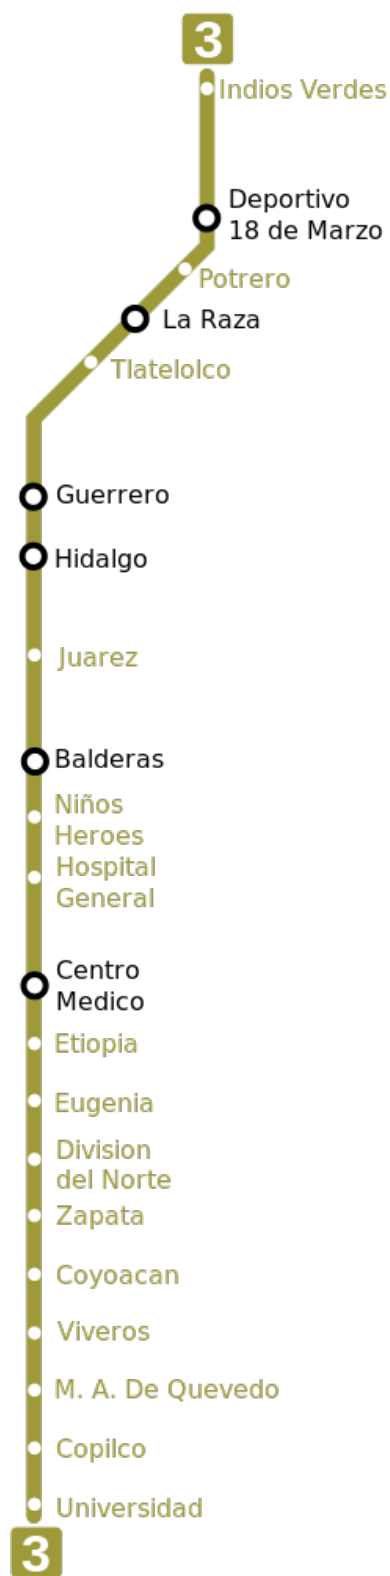 3
Indios Verdes
Deportivo
18 de Marzo
Potrero
La Raza
Tlatelolco
Guerrero
Hidalgo
Juarez
Balderas
Niños
Heroes
Hospital
General
Centro
Medico
Etiopia
Eugenia
Division
del Norte
Zapata
Coyoacan
Viveros
M. A. De Quevedo
Copilco
Universidad
3